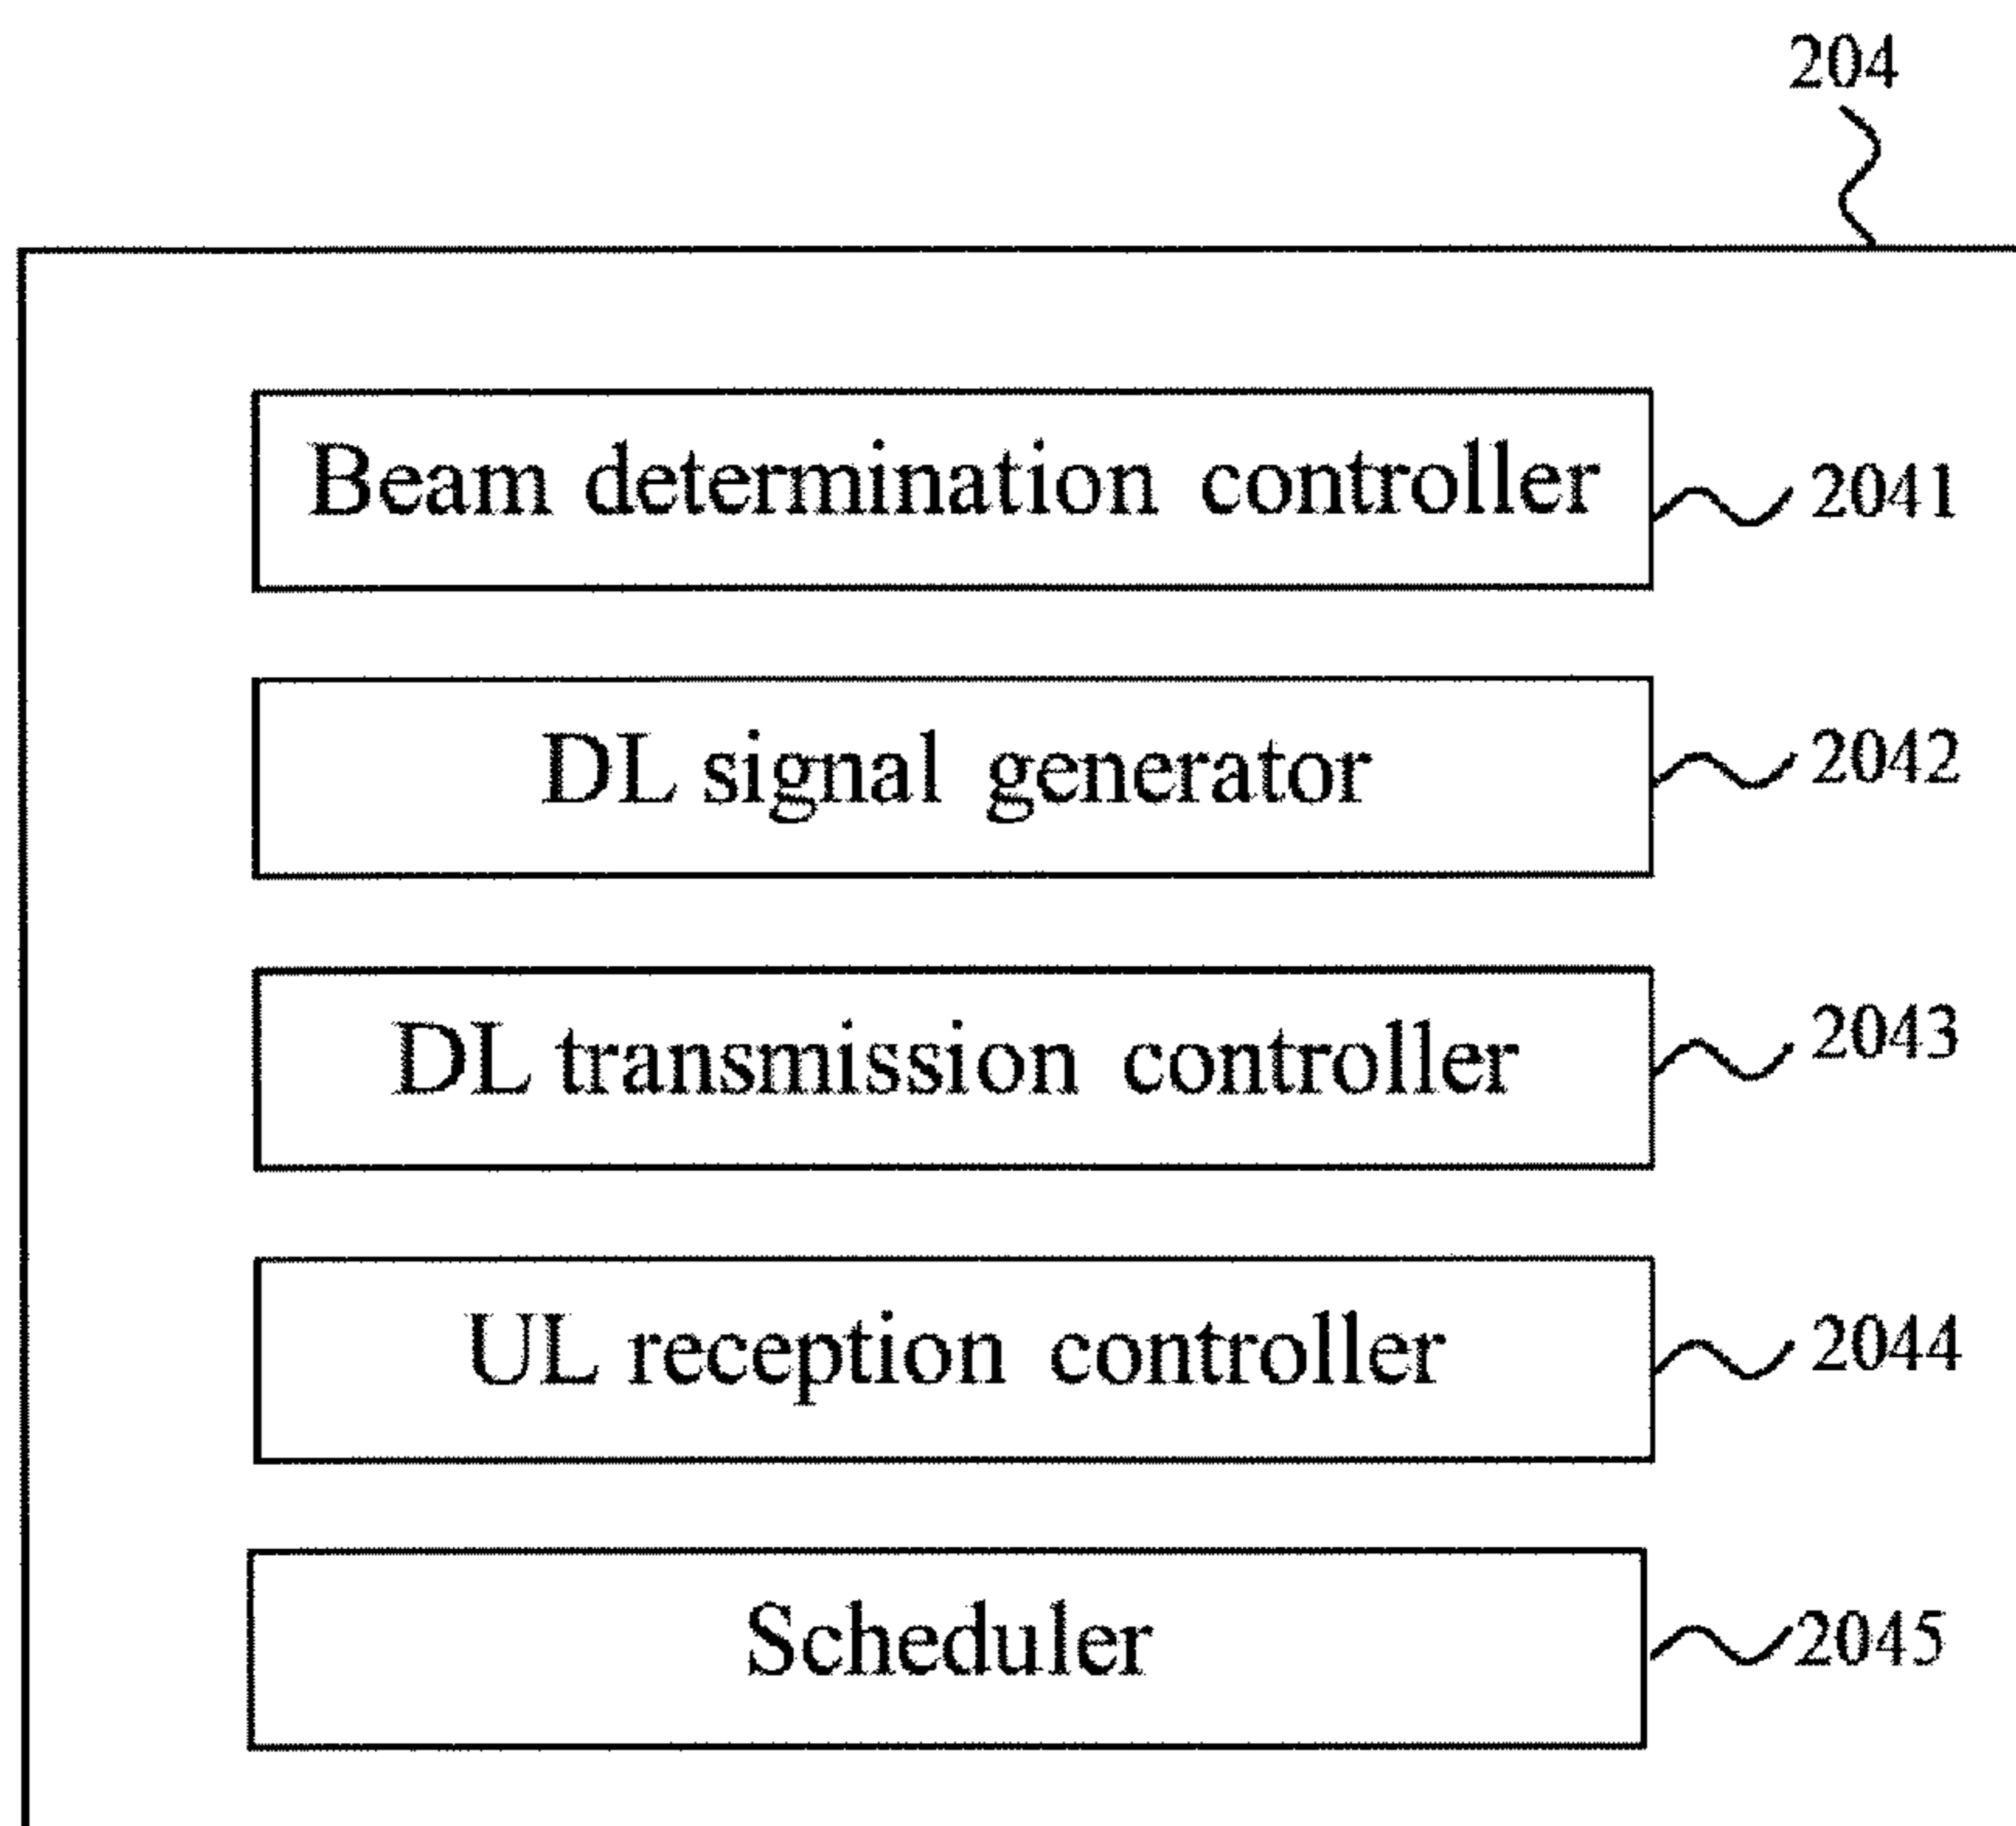 204
Beam determination controller
2041
DL signal generator
2042
DL transmission controller
2043
UL reception controller
2044
Scheduler
2045